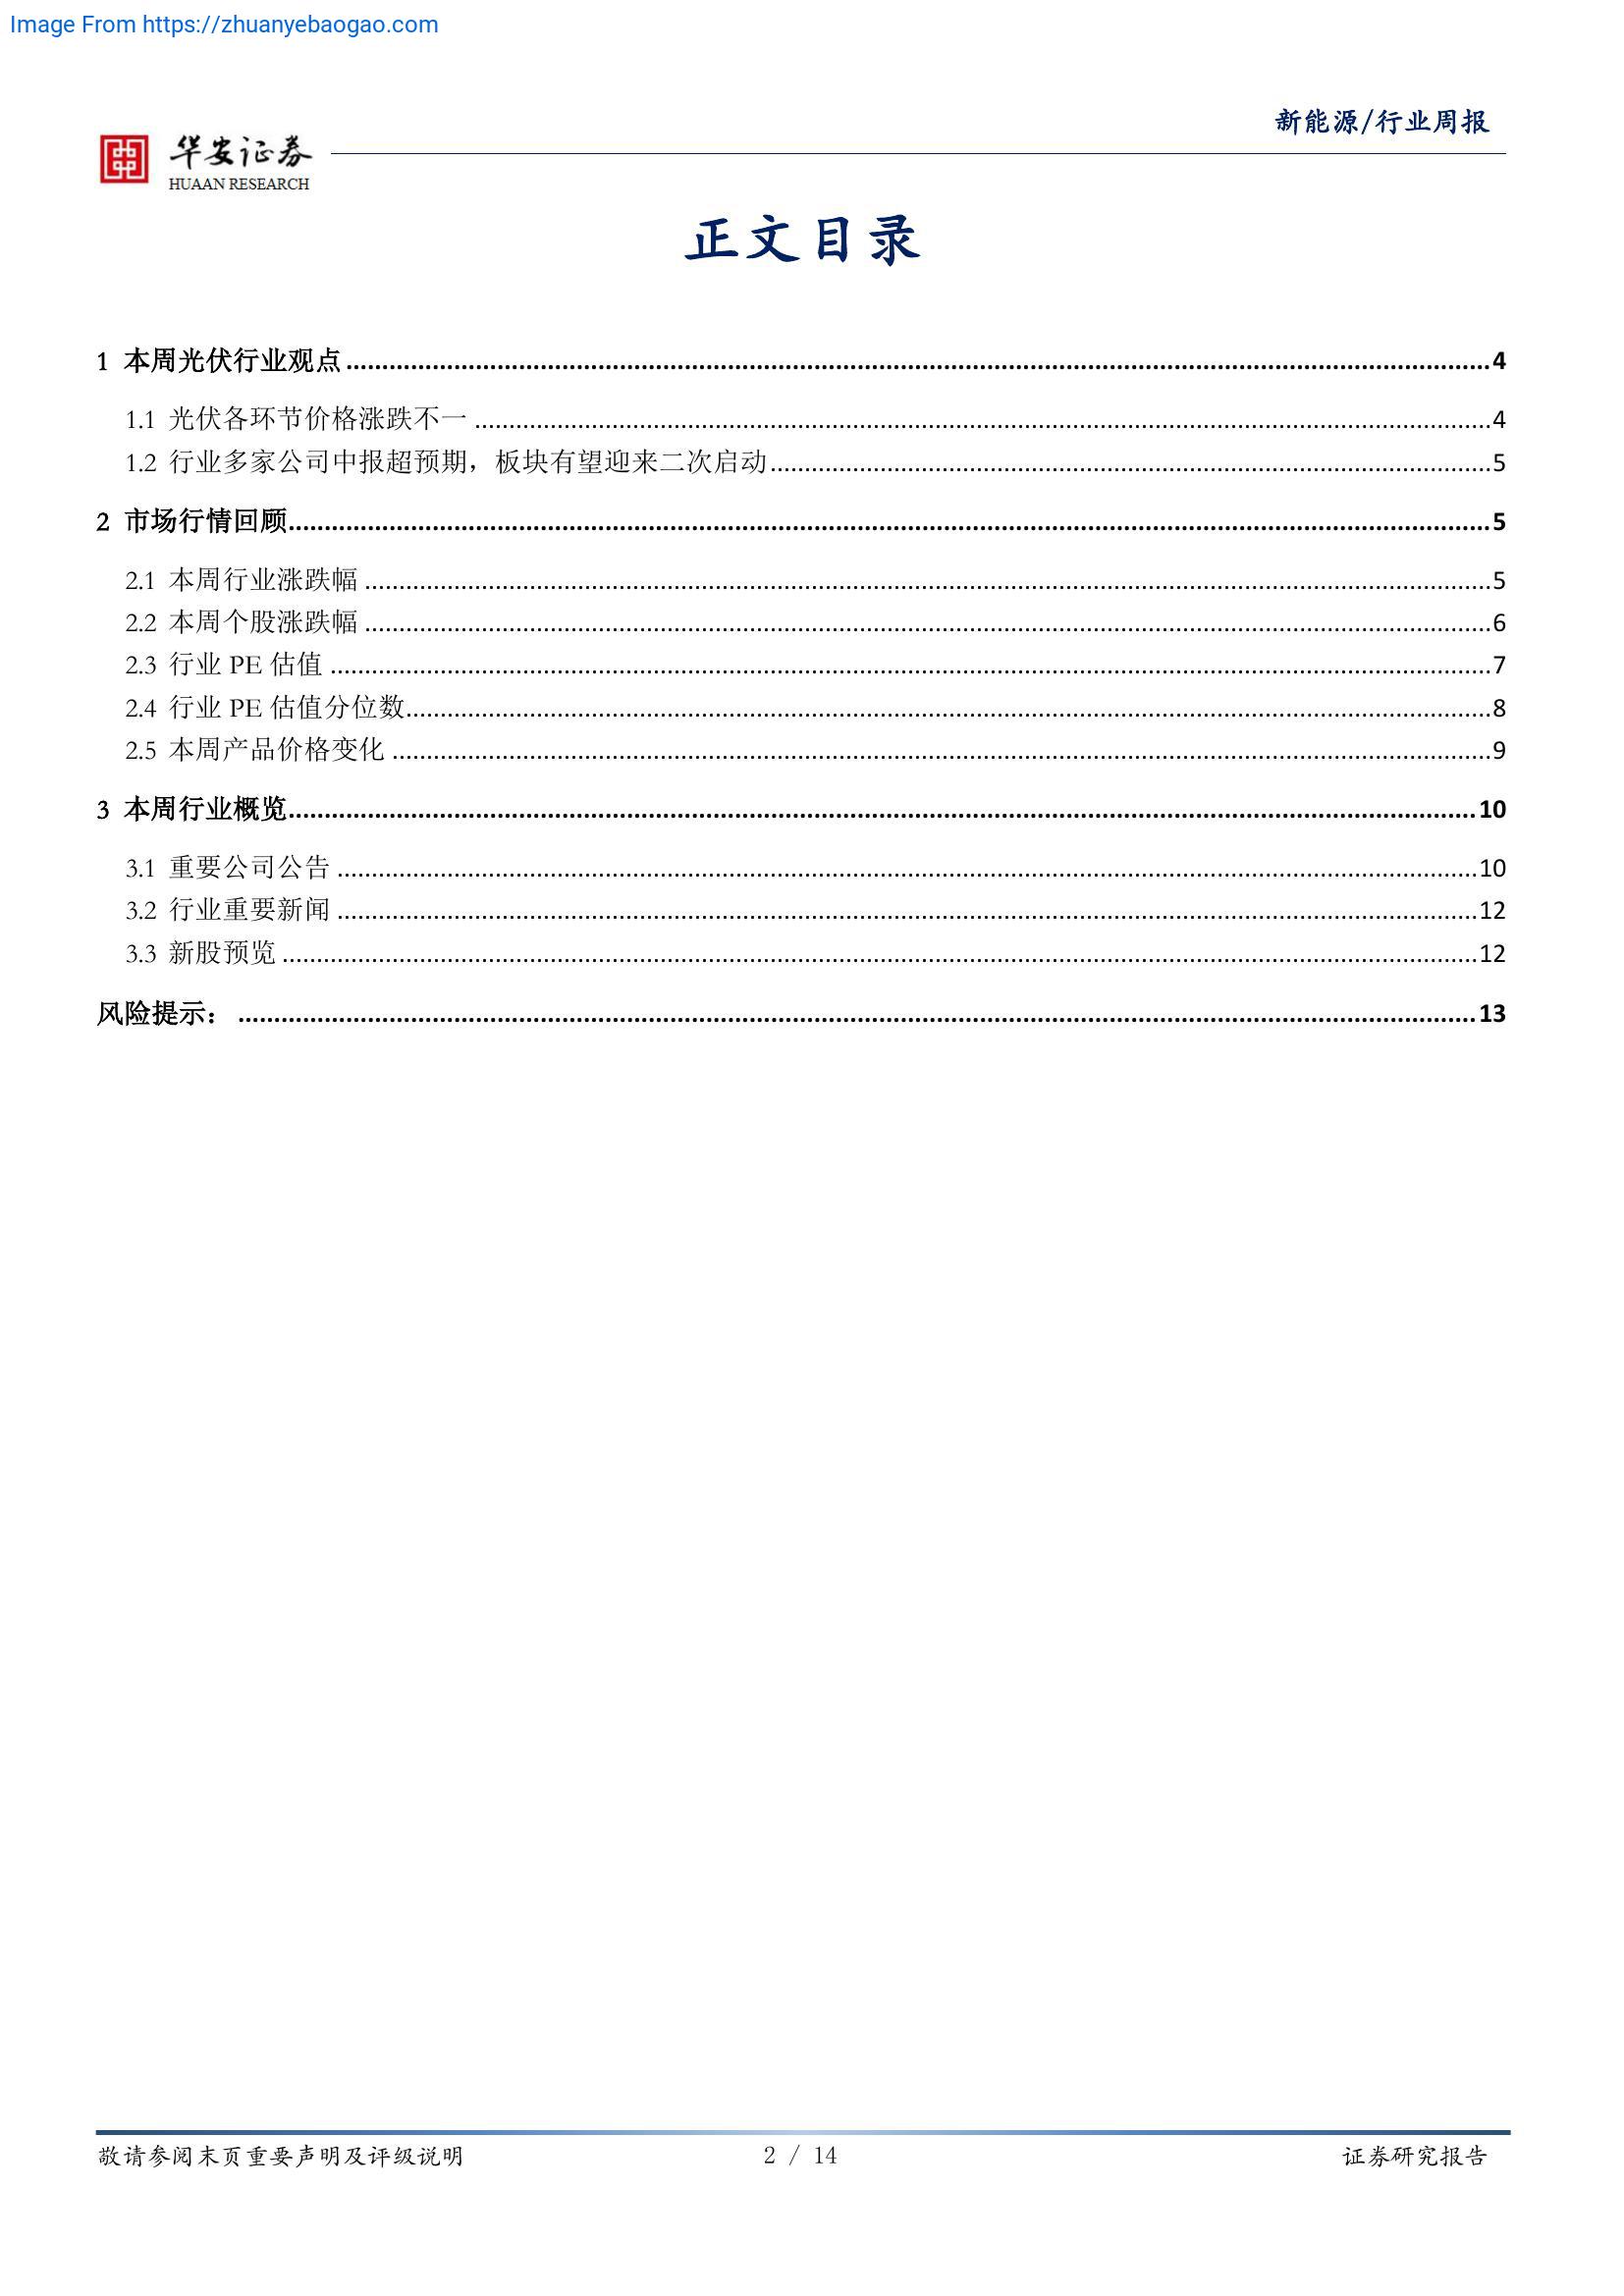 Image From https://zhuanyebaogao.com
新能源/行业周报
华安证券
HUAAN RESEARCH
正文目录
1 本周光伏行业观点 4
1.1 光伏各环节价格涨跌不一 4
1.2 行业多家公司中报超预期，板块有望迎来二次启动 5
2 市场行情回顾 5
2.1 本周行业涨跌幅 5
2.2 本周个股涨跌幅 6
2.3 行业 PE 估值 7
2.4 行业 PE 估值分位数 8
2.5 本周产品价格变化 9
3 本周行业概览 10
3.1 重要公司公告 10
3.2 行业重要新闻 12
3.3 新股预览 12
风险提示： 13
敬请参阅末页重要声明及评级说明 2 / 14 证券研究报告